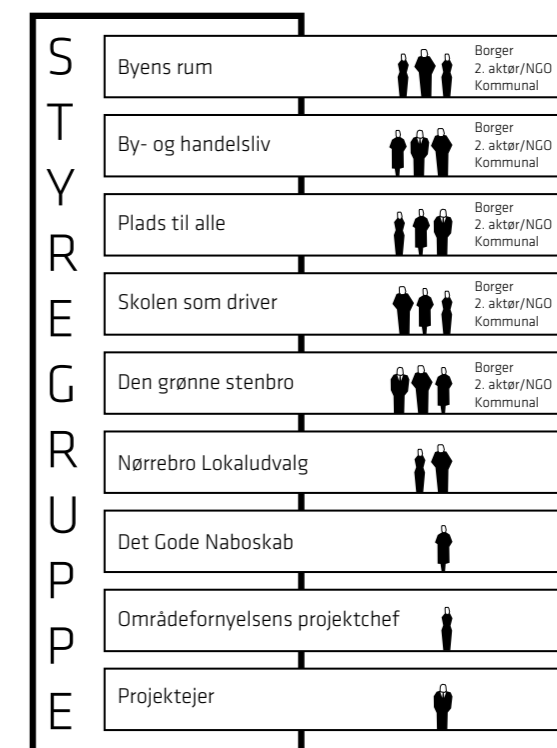 STYREGRUPPE
Byens rum
Borger
2. aktør/NGO
Kommunal
By- og handelsliv
Borger
2. aktør/NGO
Kommunal
Plads til alle
Borger
2. aktør/NGO
Kommunal
Skolen som driver
Borger
2. aktør/NGO
Kommunal
Den grønne stenbro
Borger
2. aktør/NGO
Kommunal
Nørrebro Lokaludvalg
Det Gode Naboskab
Områdefornyelsens projektchef
Projektejer